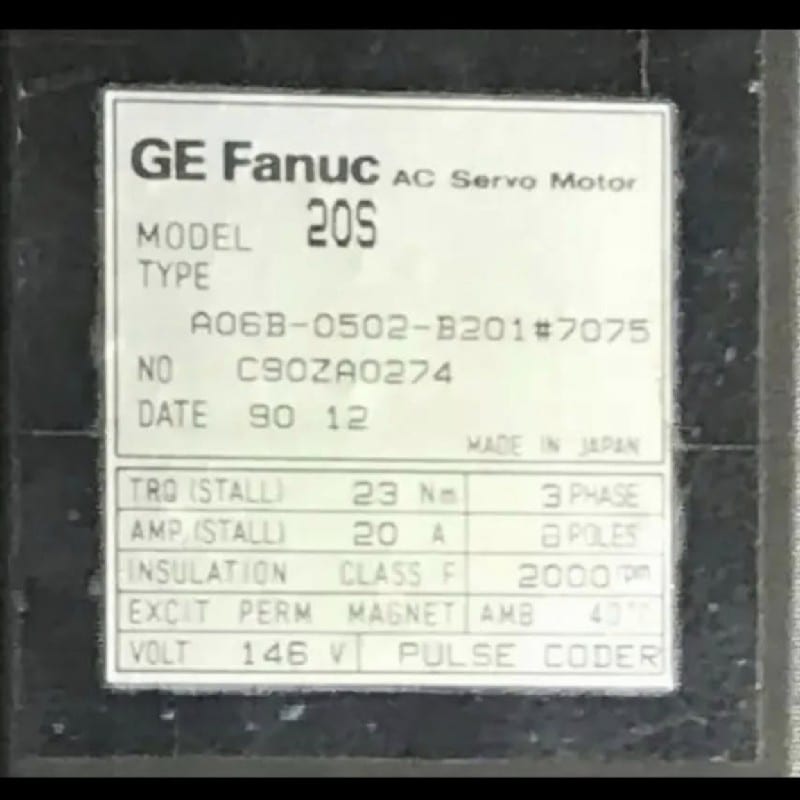 GE Fanuc AC Servo Motor
MODEL 20S
TYPE
A06B-0502-B201#7075
NO C90ZA0274
DATE 90 12
MADE IN JAPAN
TRQ (STALL) 23 Nm 3 PHASE
AMP. (STALL) 20 A 8 POLES
INSULATION CLASS F 2000 rpm
EXCIT PERM MAGNET AMB 40°C
VOLT 146 V PULSE CODER